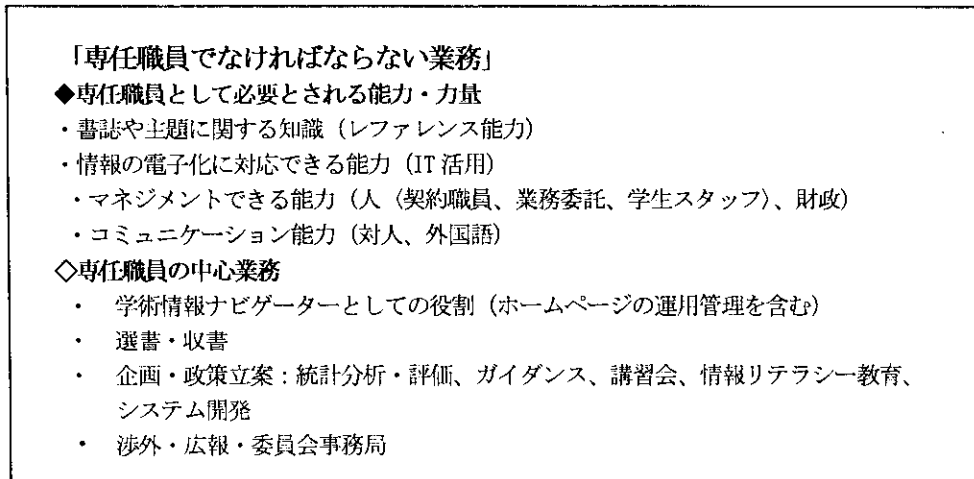 「専任職員でなければならない業務」
◆専任職員として必要とされる能力・力量
・書誌や主題に関する知識（レファレンス能力）
・情報の電子化に対応できる能力（IT 活用）
・マネジメントできる能力（人〈契約職員、業務委託、学生スタッフ〉、財政）
・コミュニケーション能力（対人、外国語）
◇専任職員の中心業務
・ 学術情報ナビゲーターとしての役割（ホームページの運用管理を含む）
・ 選書・収書
・ 企画・政策立案：統計分析・評価、ガイダンス、講習会、情報リテラシー教育、
システム開発
・ 渉外・広報・委員会事務局